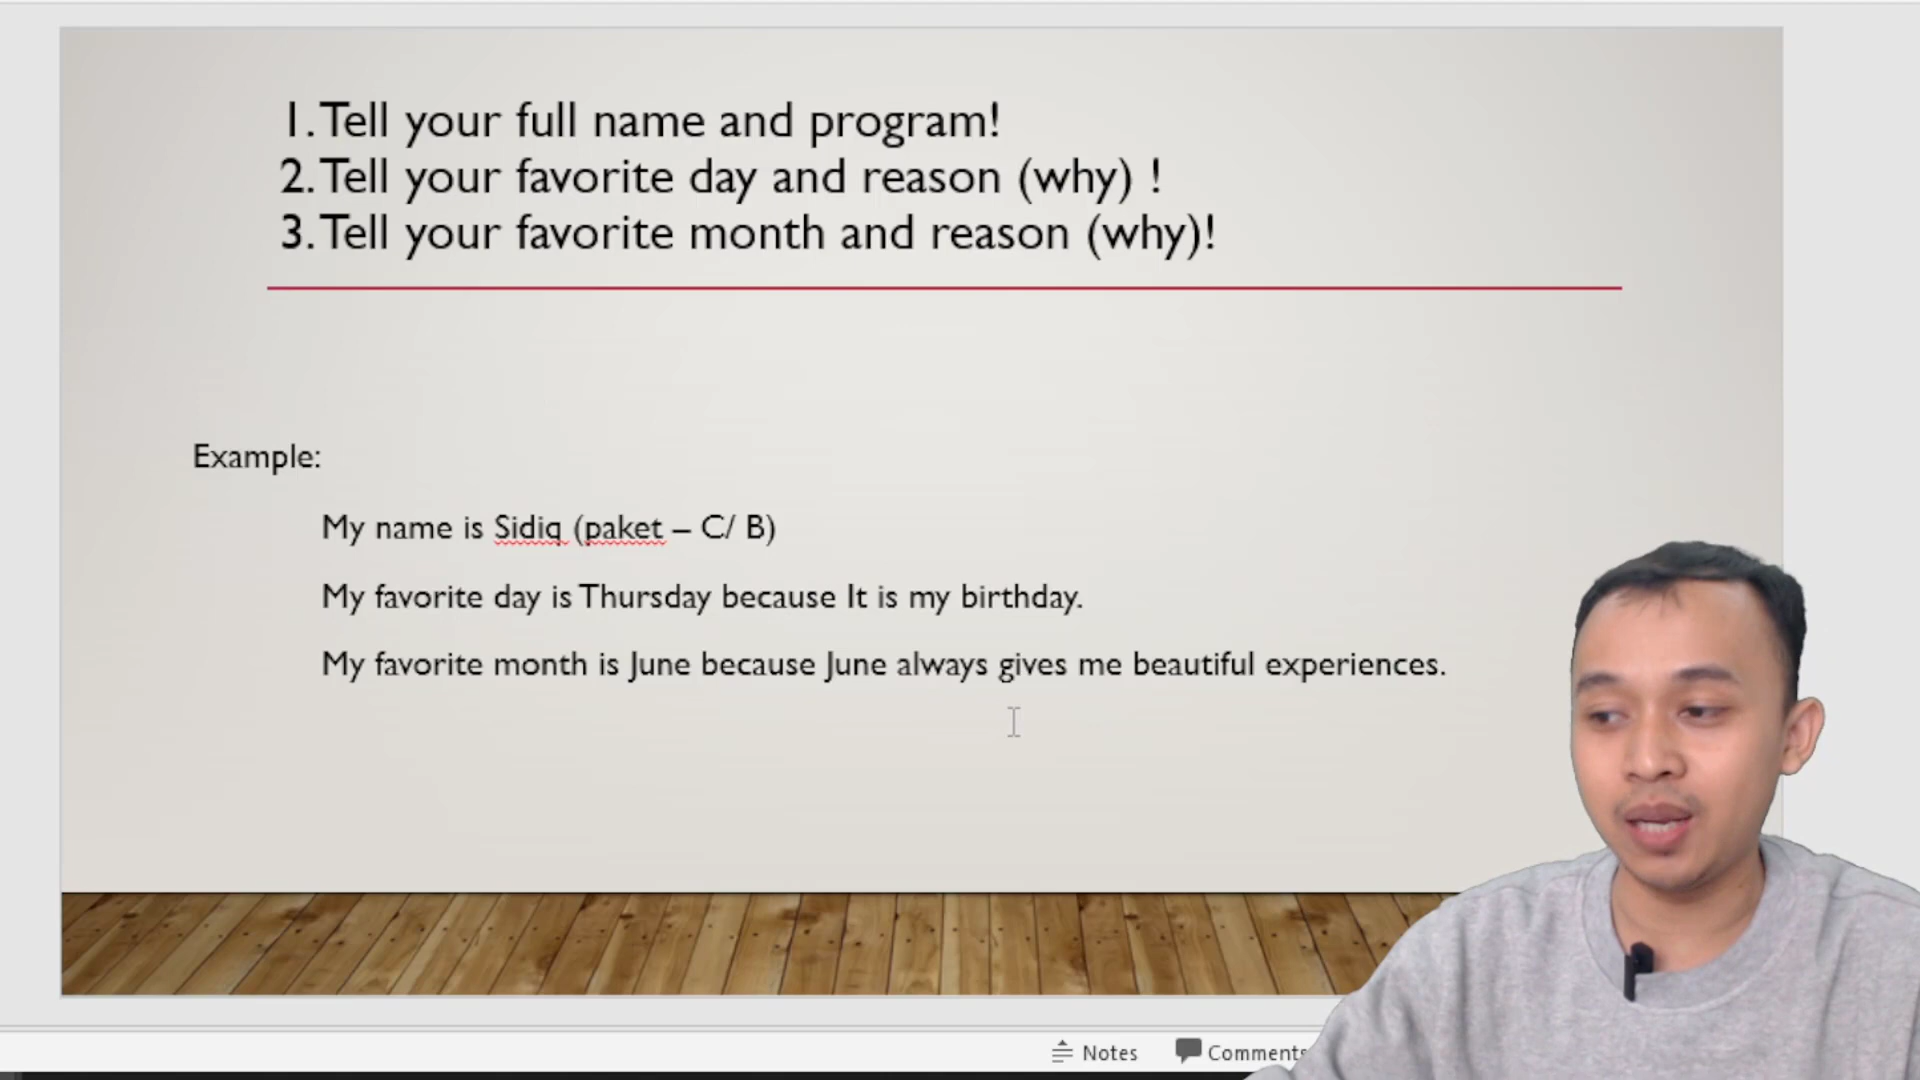 1. Tell your full name and program!
2. Tell your favorite day and reason (why) !
3. Tell your favorite month and reason (why)!
Example:
My name is Sidiq (paket – C/ B)
My favorite day is Thursday because It is my birthday.
My favorite month is June because June always gives me beautiful experiences.
Notes
Comments